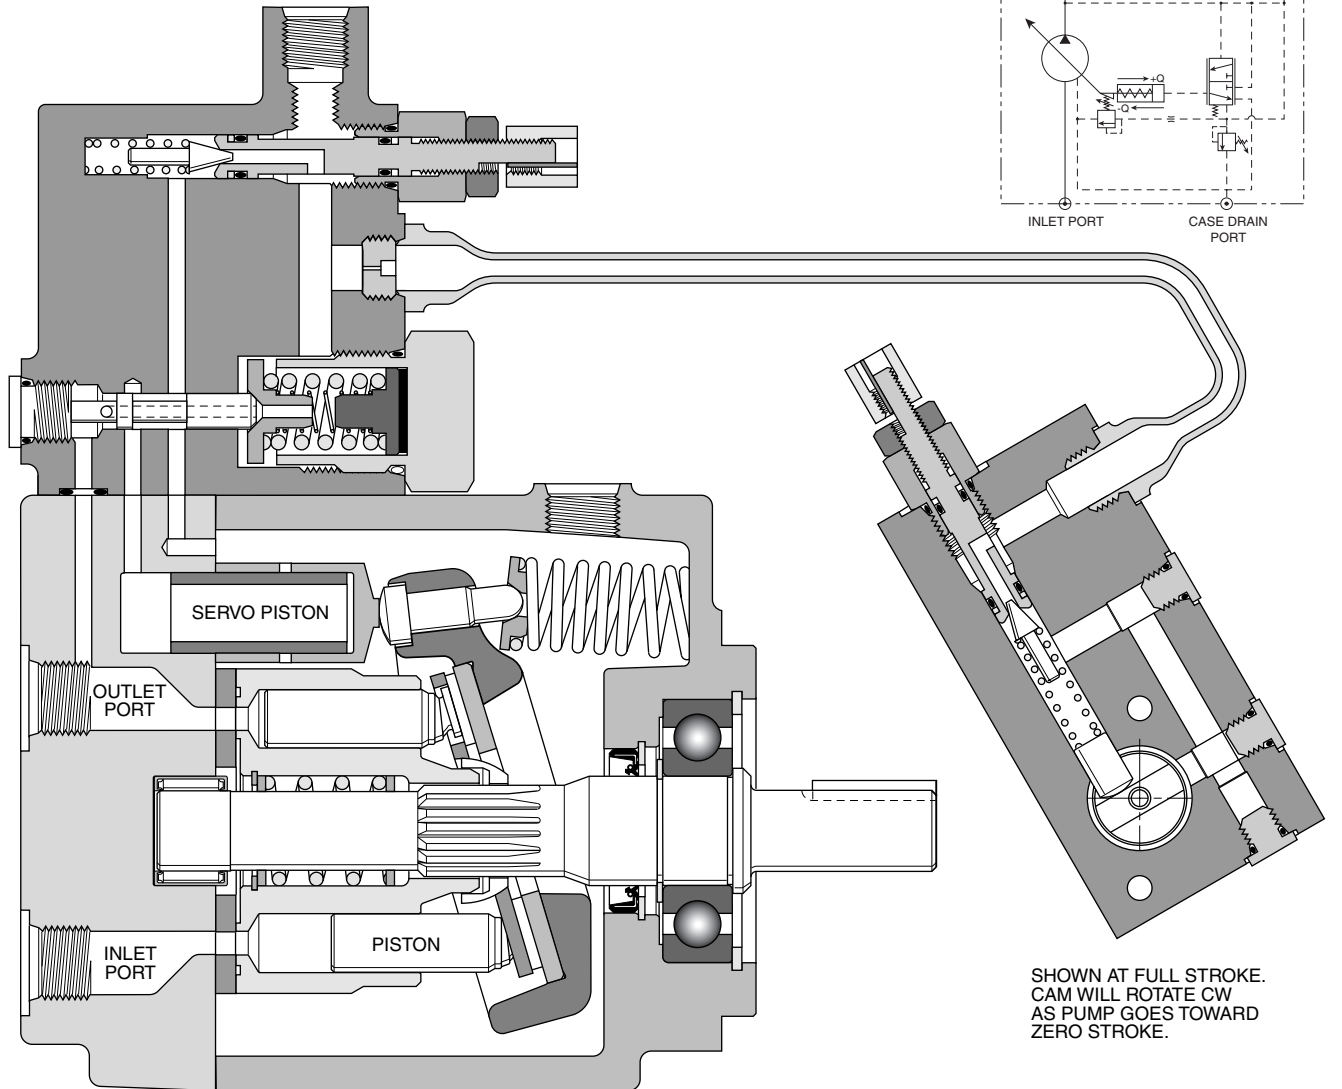 +Q
-Q
INLET PORT
CASE DRAIN
PORT
SERVO PISTON
OUTLET
PORT
INLET
PORT
PISTON
SHOWN AT FULL STROKE.
CAM WILL ROTATE CW
AS PUMP GOES TOWARD
ZERO STROKE.